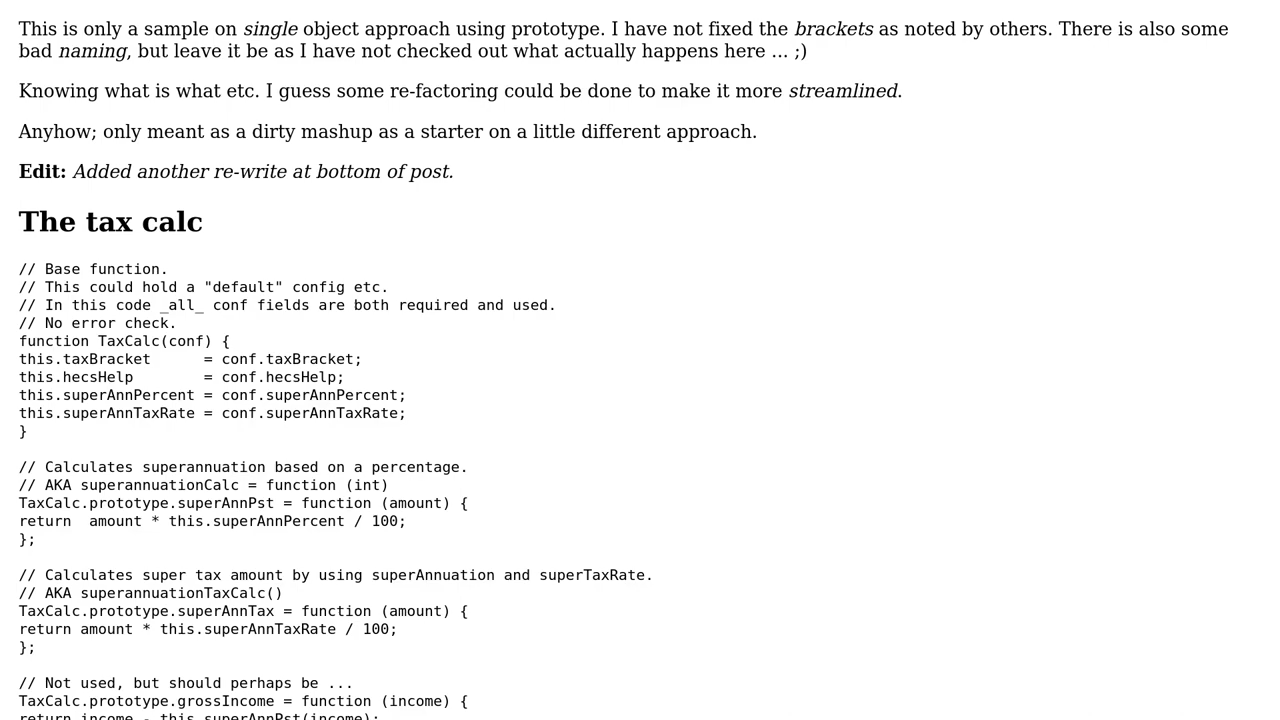 This is only a sample on single object approach using prototype. I have not fixed the brackets as noted by others. There is also some
bad naming, but leave it be as I have not checked out what actually happens here ... ;)
Knowing what is what etc. I guess some re-factoring could be done to make it more streamlined.
Anyhow; only meant as a dirty mashup as a starter on a little different approach.
Edit: Added another re-write at bottom of post.
The tax calc
// Base function.
// This could hold a "default" config etc.
// In this code _all_ conf fields are both required and used.
// No error check.
function TaxCalc(conf) {
this.taxBracket      = conf.taxBracket;
this.hecsHelp        = conf.hecsHelp;
this.superAnnPercent = conf.superAnnPercent;
this.superAnnTaxRate = conf.superAnnTaxRate;
}
// Calculates superannuation based on a percentage.
// AKA superannuationCalc = function (int)
TaxCalc.prototype.superAnnPst = function (amount) {
return  amount * this.superAnnPercent / 100;
};
// Calculates super tax amount by using superAnnuation and superTaxRate.
// AKA superannuationTaxCalc()
TaxCalc.prototype.superAnnTax = function (amount) {
return amount * this.superAnnTaxRate / 100;
};
// Not used, but should perhaps be ...
TaxCalc.prototype.grossIncome = function (income) {
return income - this.superAnnPst(income);